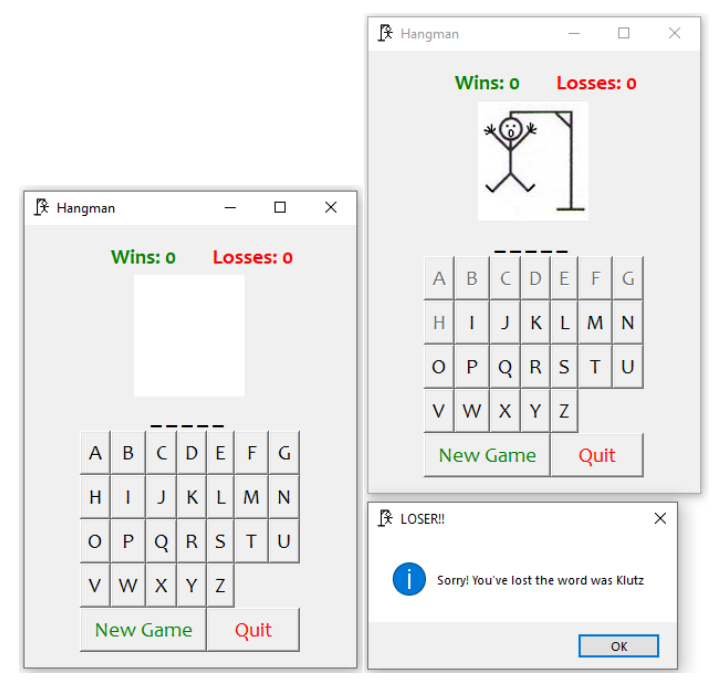 Hangman
Wins: 0 Losses: 0
_ _ _ _ _
A B C D E F G
H I J K L M N
O P Q R S T U
V W X Y Z
New Game Quit
Hangman
Wins: 0 Losses: 0
_ _ _ _ _
A B C D E F G
H I J K L M N
O P Q R S T U
V W X Y Z
New Game Quit
LOSER!!
Sorry! You've lost the word was Klutz
OK